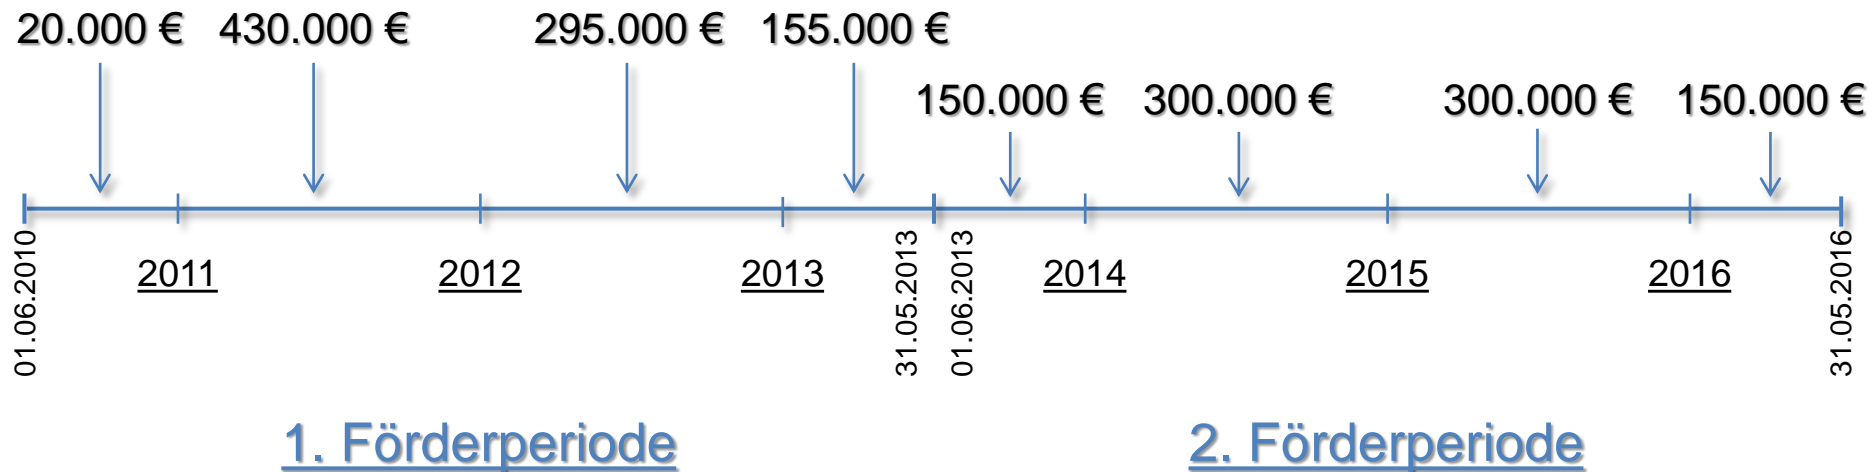 20.000 € 430.000 € 295.000 € 155.000 €
150.000 € 300.000 € 300.000 € 150.000 €
01.06.2010 2011 2012 2013 31.05.2013 01.06.2013 2014 2015 2016 31.05.2016
1. Förderperiode 2. Förderperiode